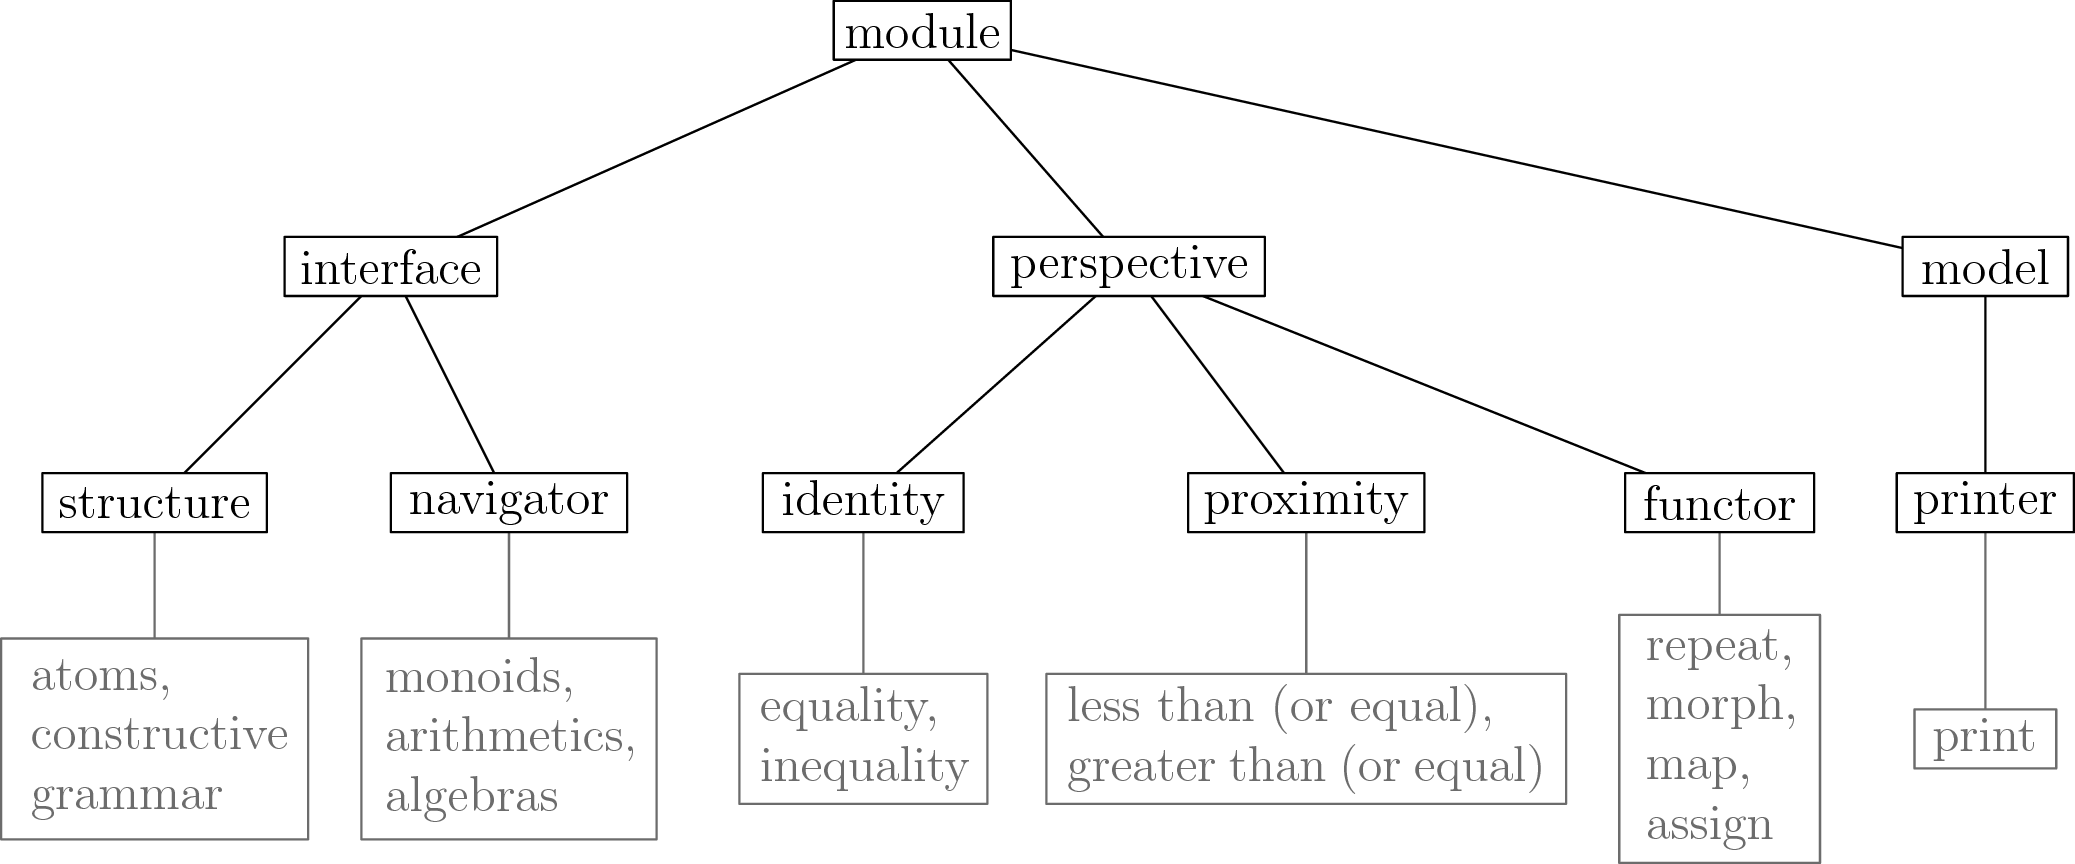 module
interface
perspective
model
structure
navigator
identity
proximity
functor
printer
atoms,
constructive
grammar
monoids,
arithmetics,
algebras
equality,
inequality
less than (or equal),
greater than (or equal)
repeat,
morph,
map,
assign
print